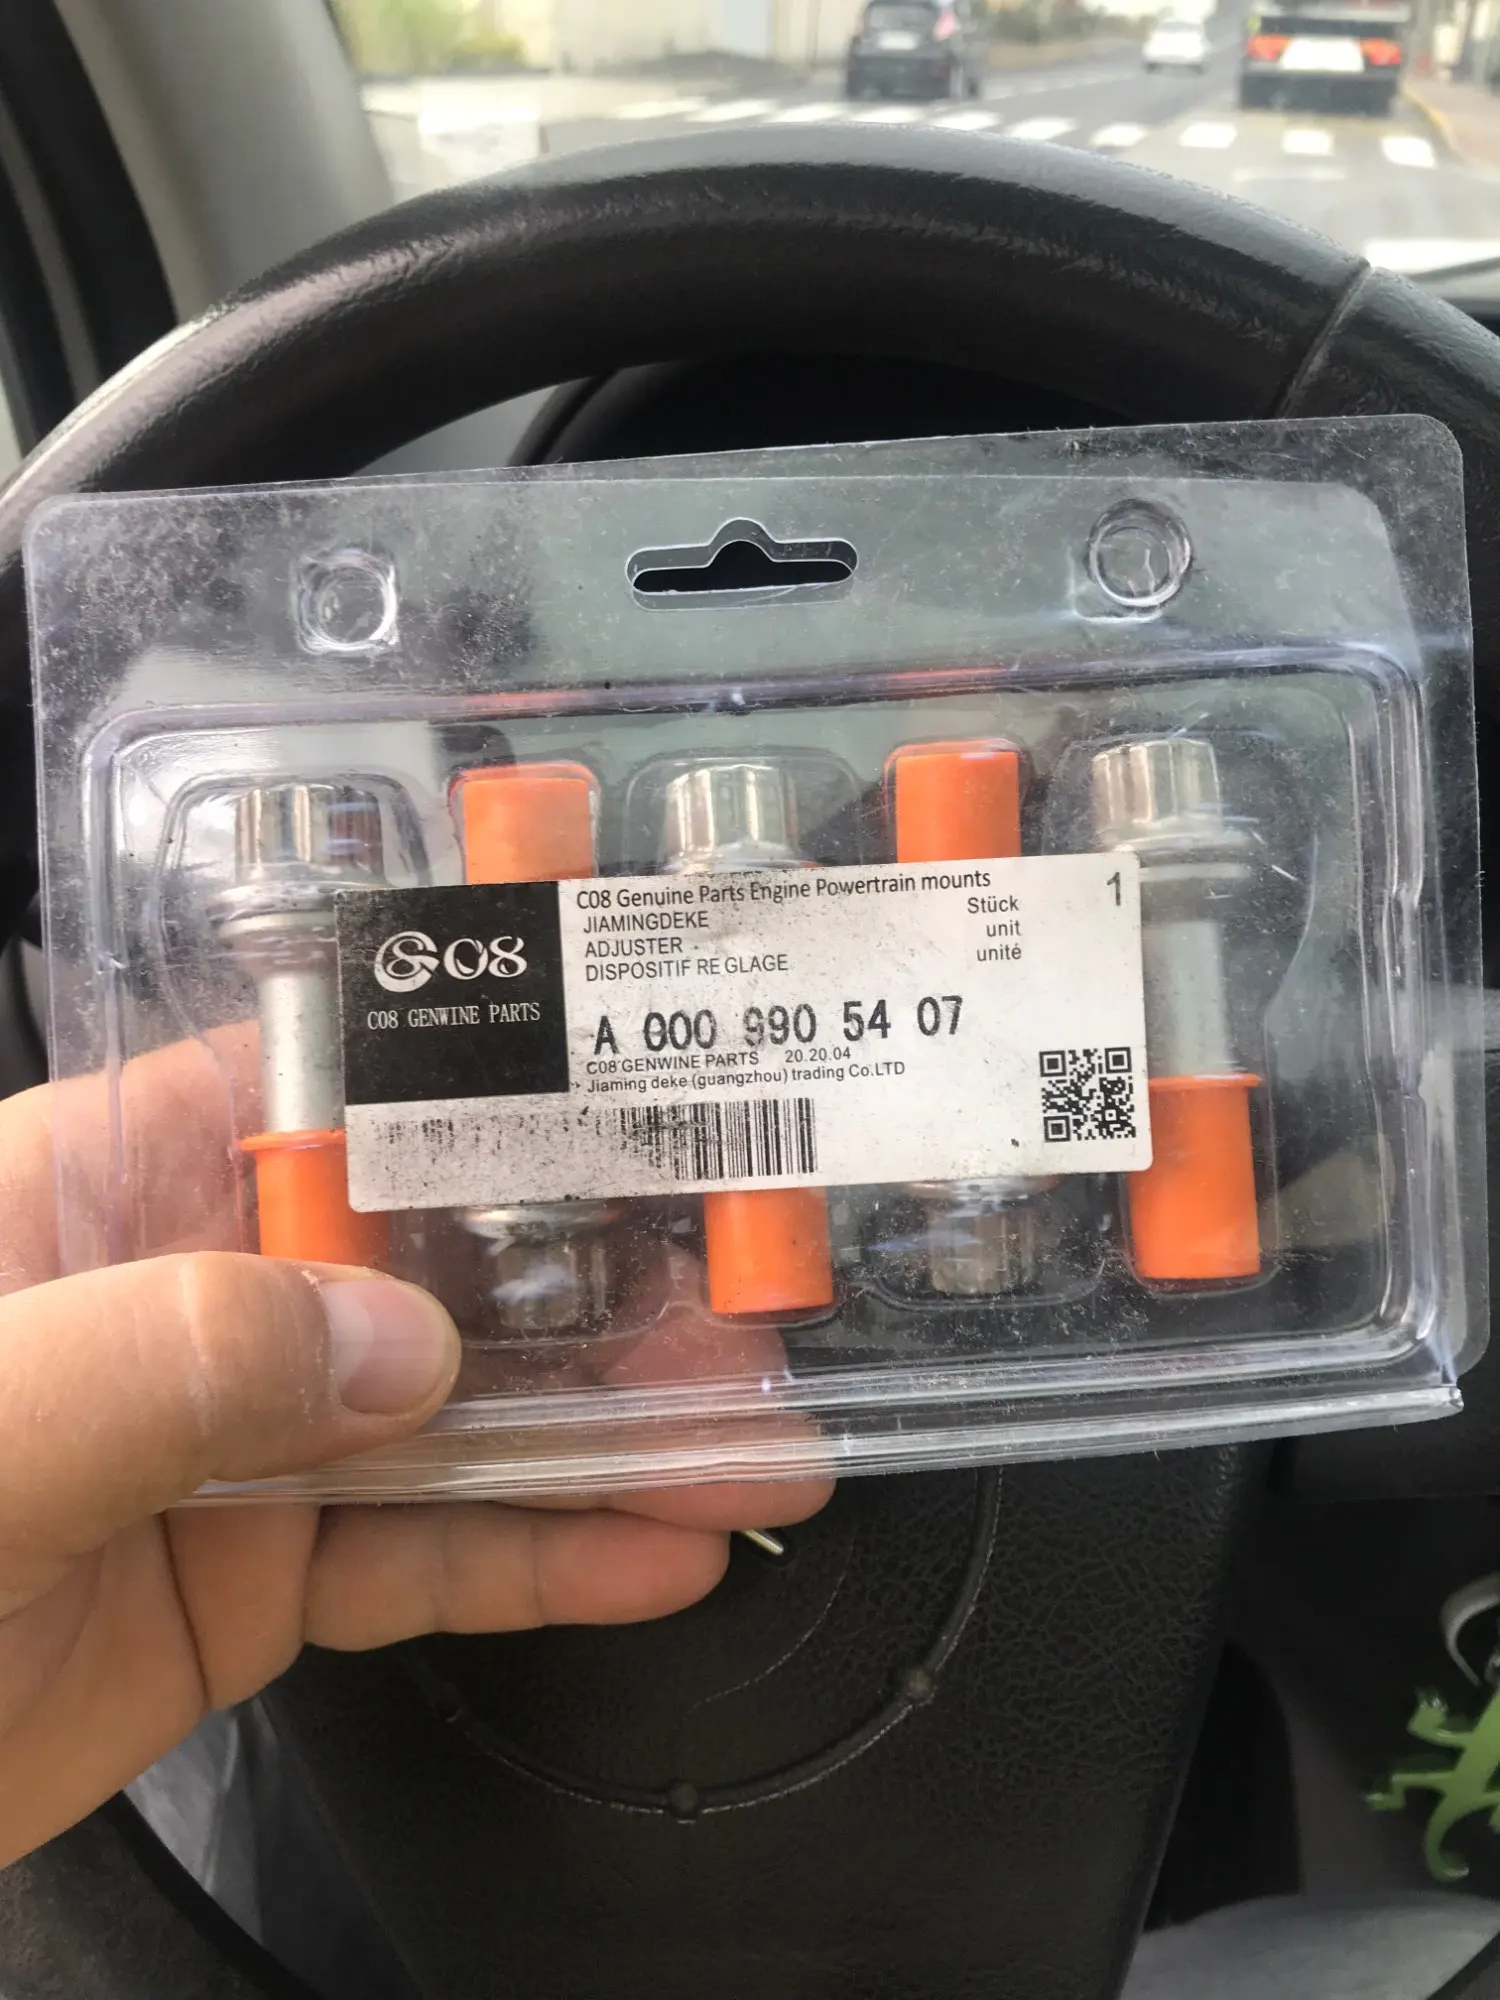 C08 Genuine Parts Engine Powertrain mounts
1
JIAMINGDEKE
Stück
ADJUSTER
unit
DISPOSITIF RE GLAGE
unité
A 000 990 54 07
C08 GENWINE PARTS 20.20.04
Jiaming deke (guangzhou) trading Co.LTD
C08
C08 GENWINE PARTS